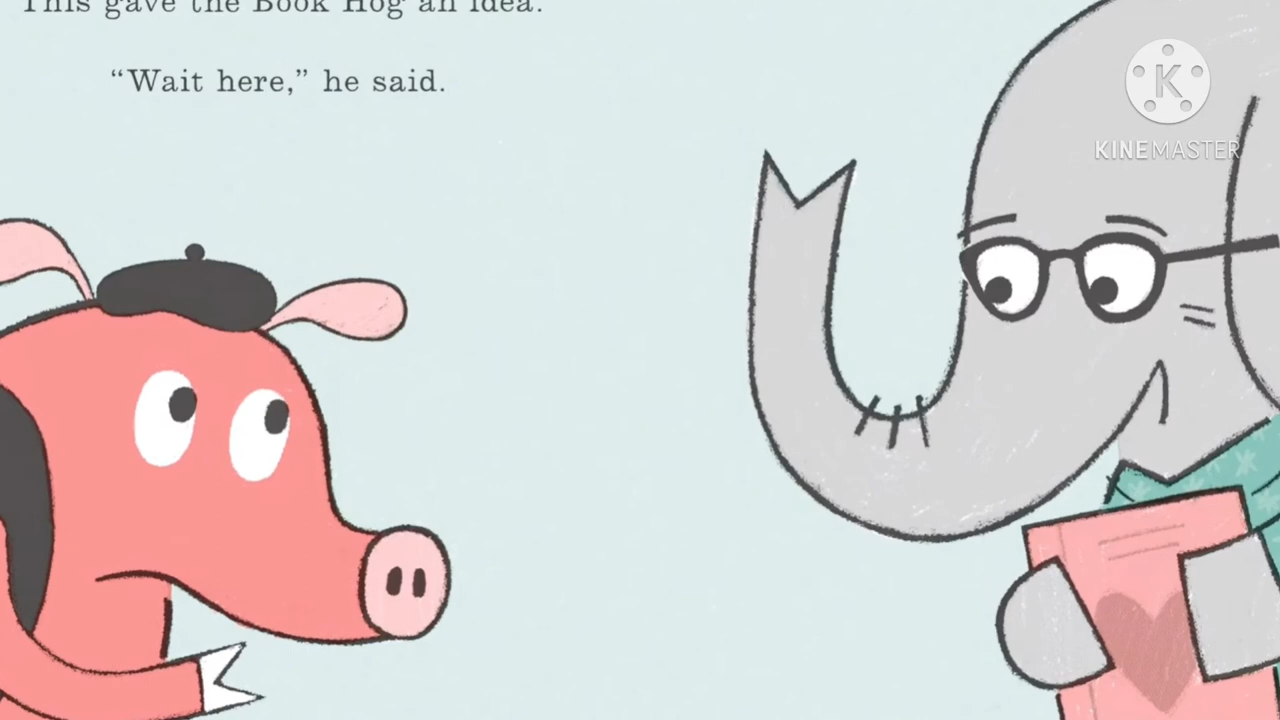 This gave the Book Hog an idea.
“Wait here,” he said.
K
KINEMASTER